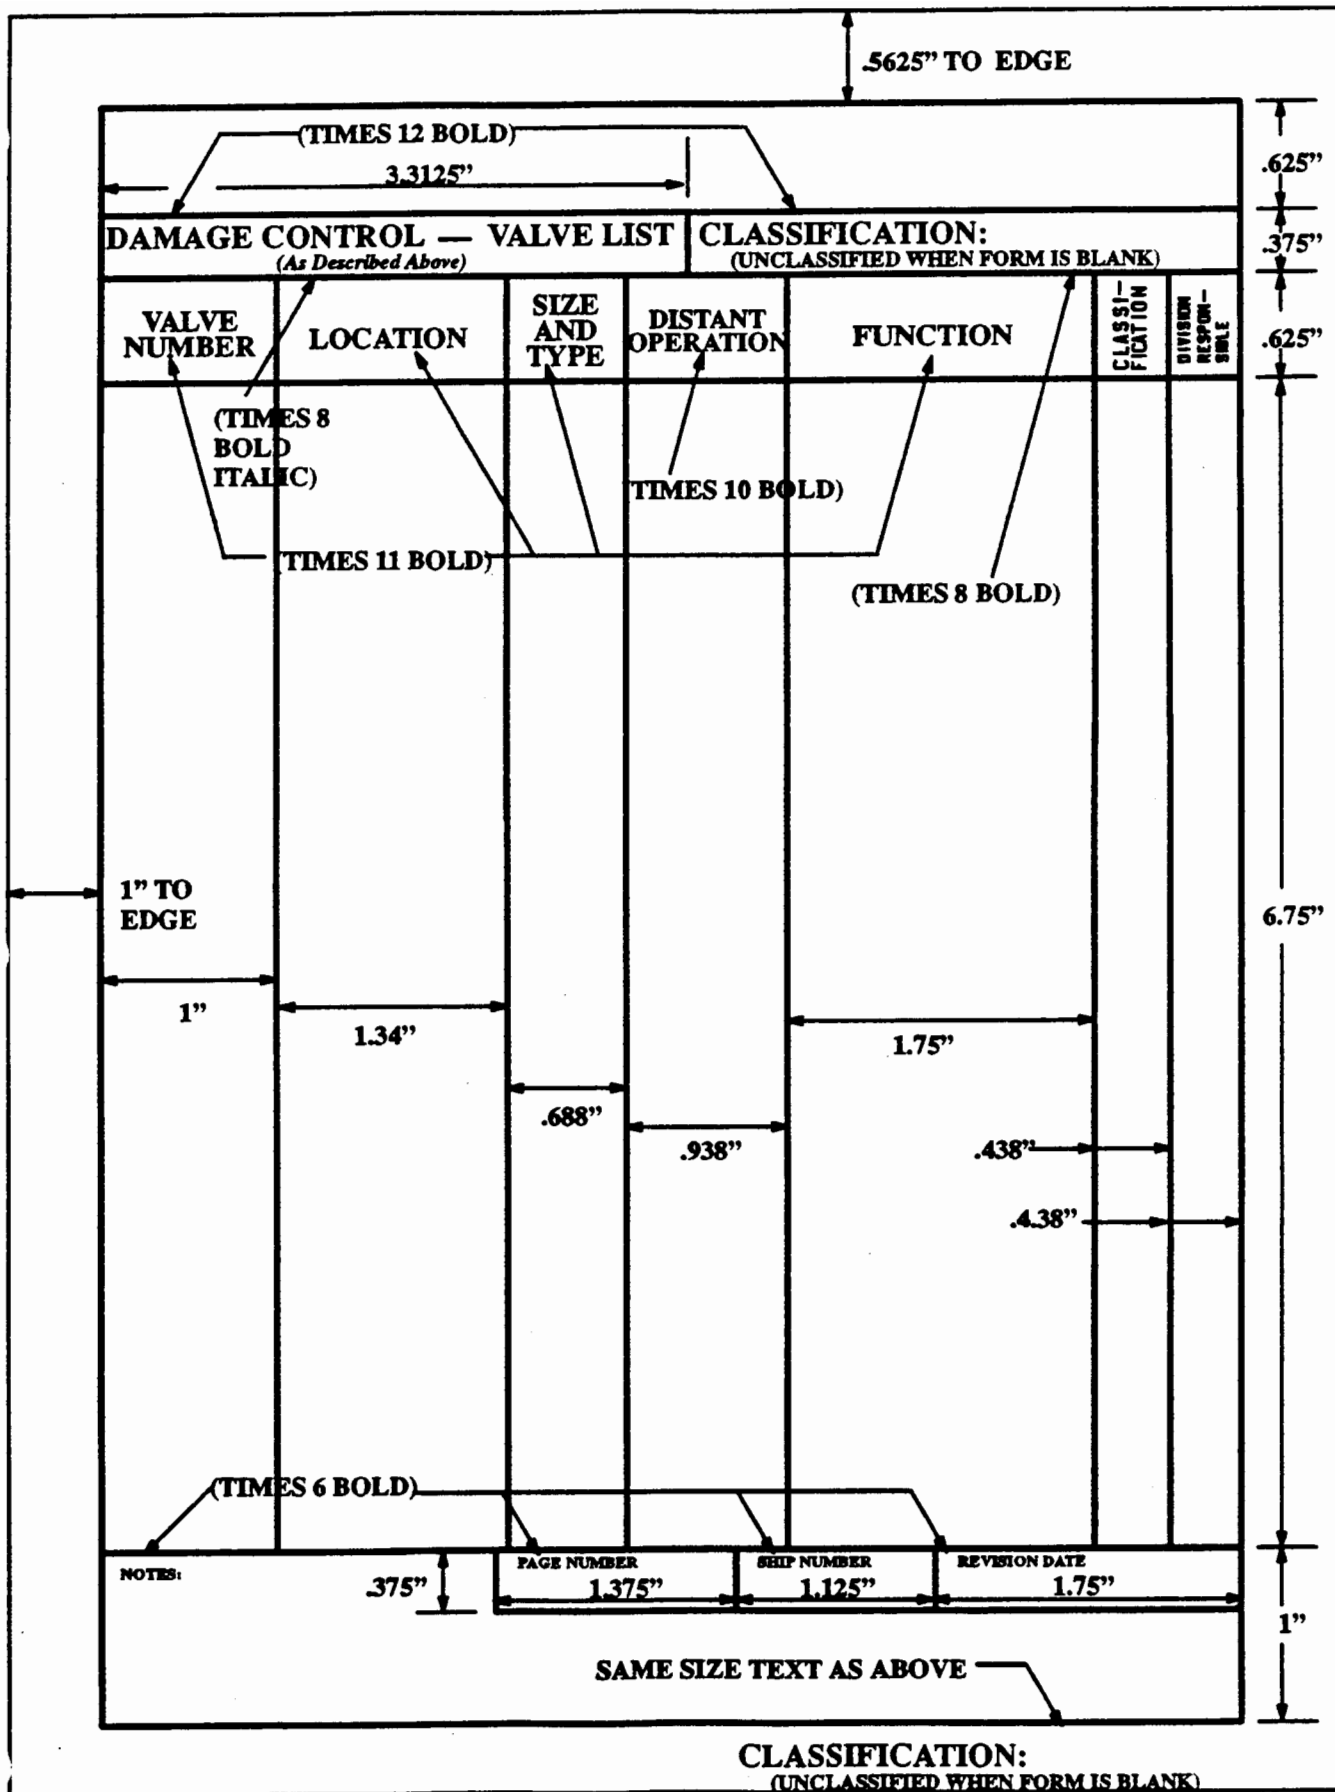 .5625” TO EDGE
(TIMES 12 BOLD)
3.3125”
.625”
DAMAGE CONTROL — VALVE LIST
(As Described Above)
CLASSIFICATION:
(UNCLASSIFIED WHEN FORM IS BLANK)
.375”
VALVE
NUMBER
LOCATION
SIZE
AND
TYPE
DISTANT
OPERATION
FUNCTION
CLASSI–
FICATION
DIVISION
RESPON–
SIBLE
.625”
(TIMES 8
BOLD
ITALIC)
(TIMES 10 BOLD)
(TIMES 11 BOLD)
(TIMES 8 BOLD)
1” TO
EDGE
6.75”
1”
1.34”
1.75”
.688”
.938”
.438”
.4.38”
(TIMES 6 BOLD)
NOTES:
.375”
PAGE NUMBER
1.375”
SHIP NUMBER
1.125”
REVISION DATE
1.75”
1”
SAME SIZE TEXT AS ABOVE
CLASSIFICATION:
(UNCLASSIFIED WHEN FORM IS BLANK)